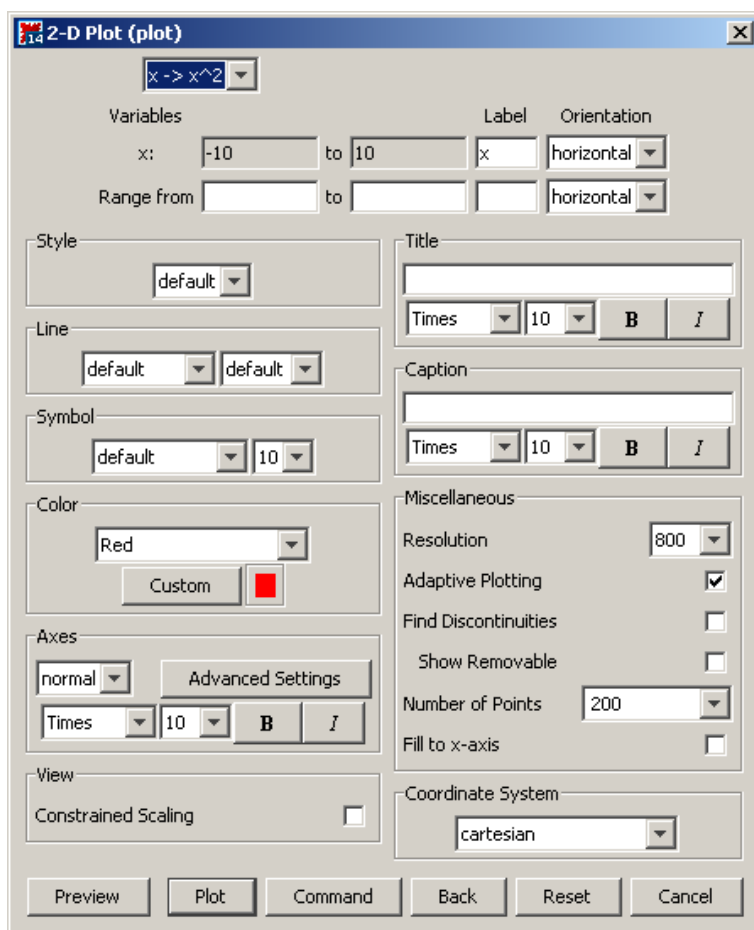 14 2-D Plot (plot)
x -> x^2
Variables Label Orientation
x: -10 to 10 x horizontal
Range from to horizontal
Style
default
Line
default default
Symbol
default 10
Color
Red
Custom
Axes
normal Advanced Settings
Times 10 B I
View
Constrained Scaling
Title
Times 10 B I
Caption
Times 10 B I
Miscellaneous
Resolution 800
Adaptive Plotting
Find Discontinuities
Show Removable
Number of Points 200
Fill to x-axis
Coordinate System
cartesian
Preview Plot Command Back Reset Cancel